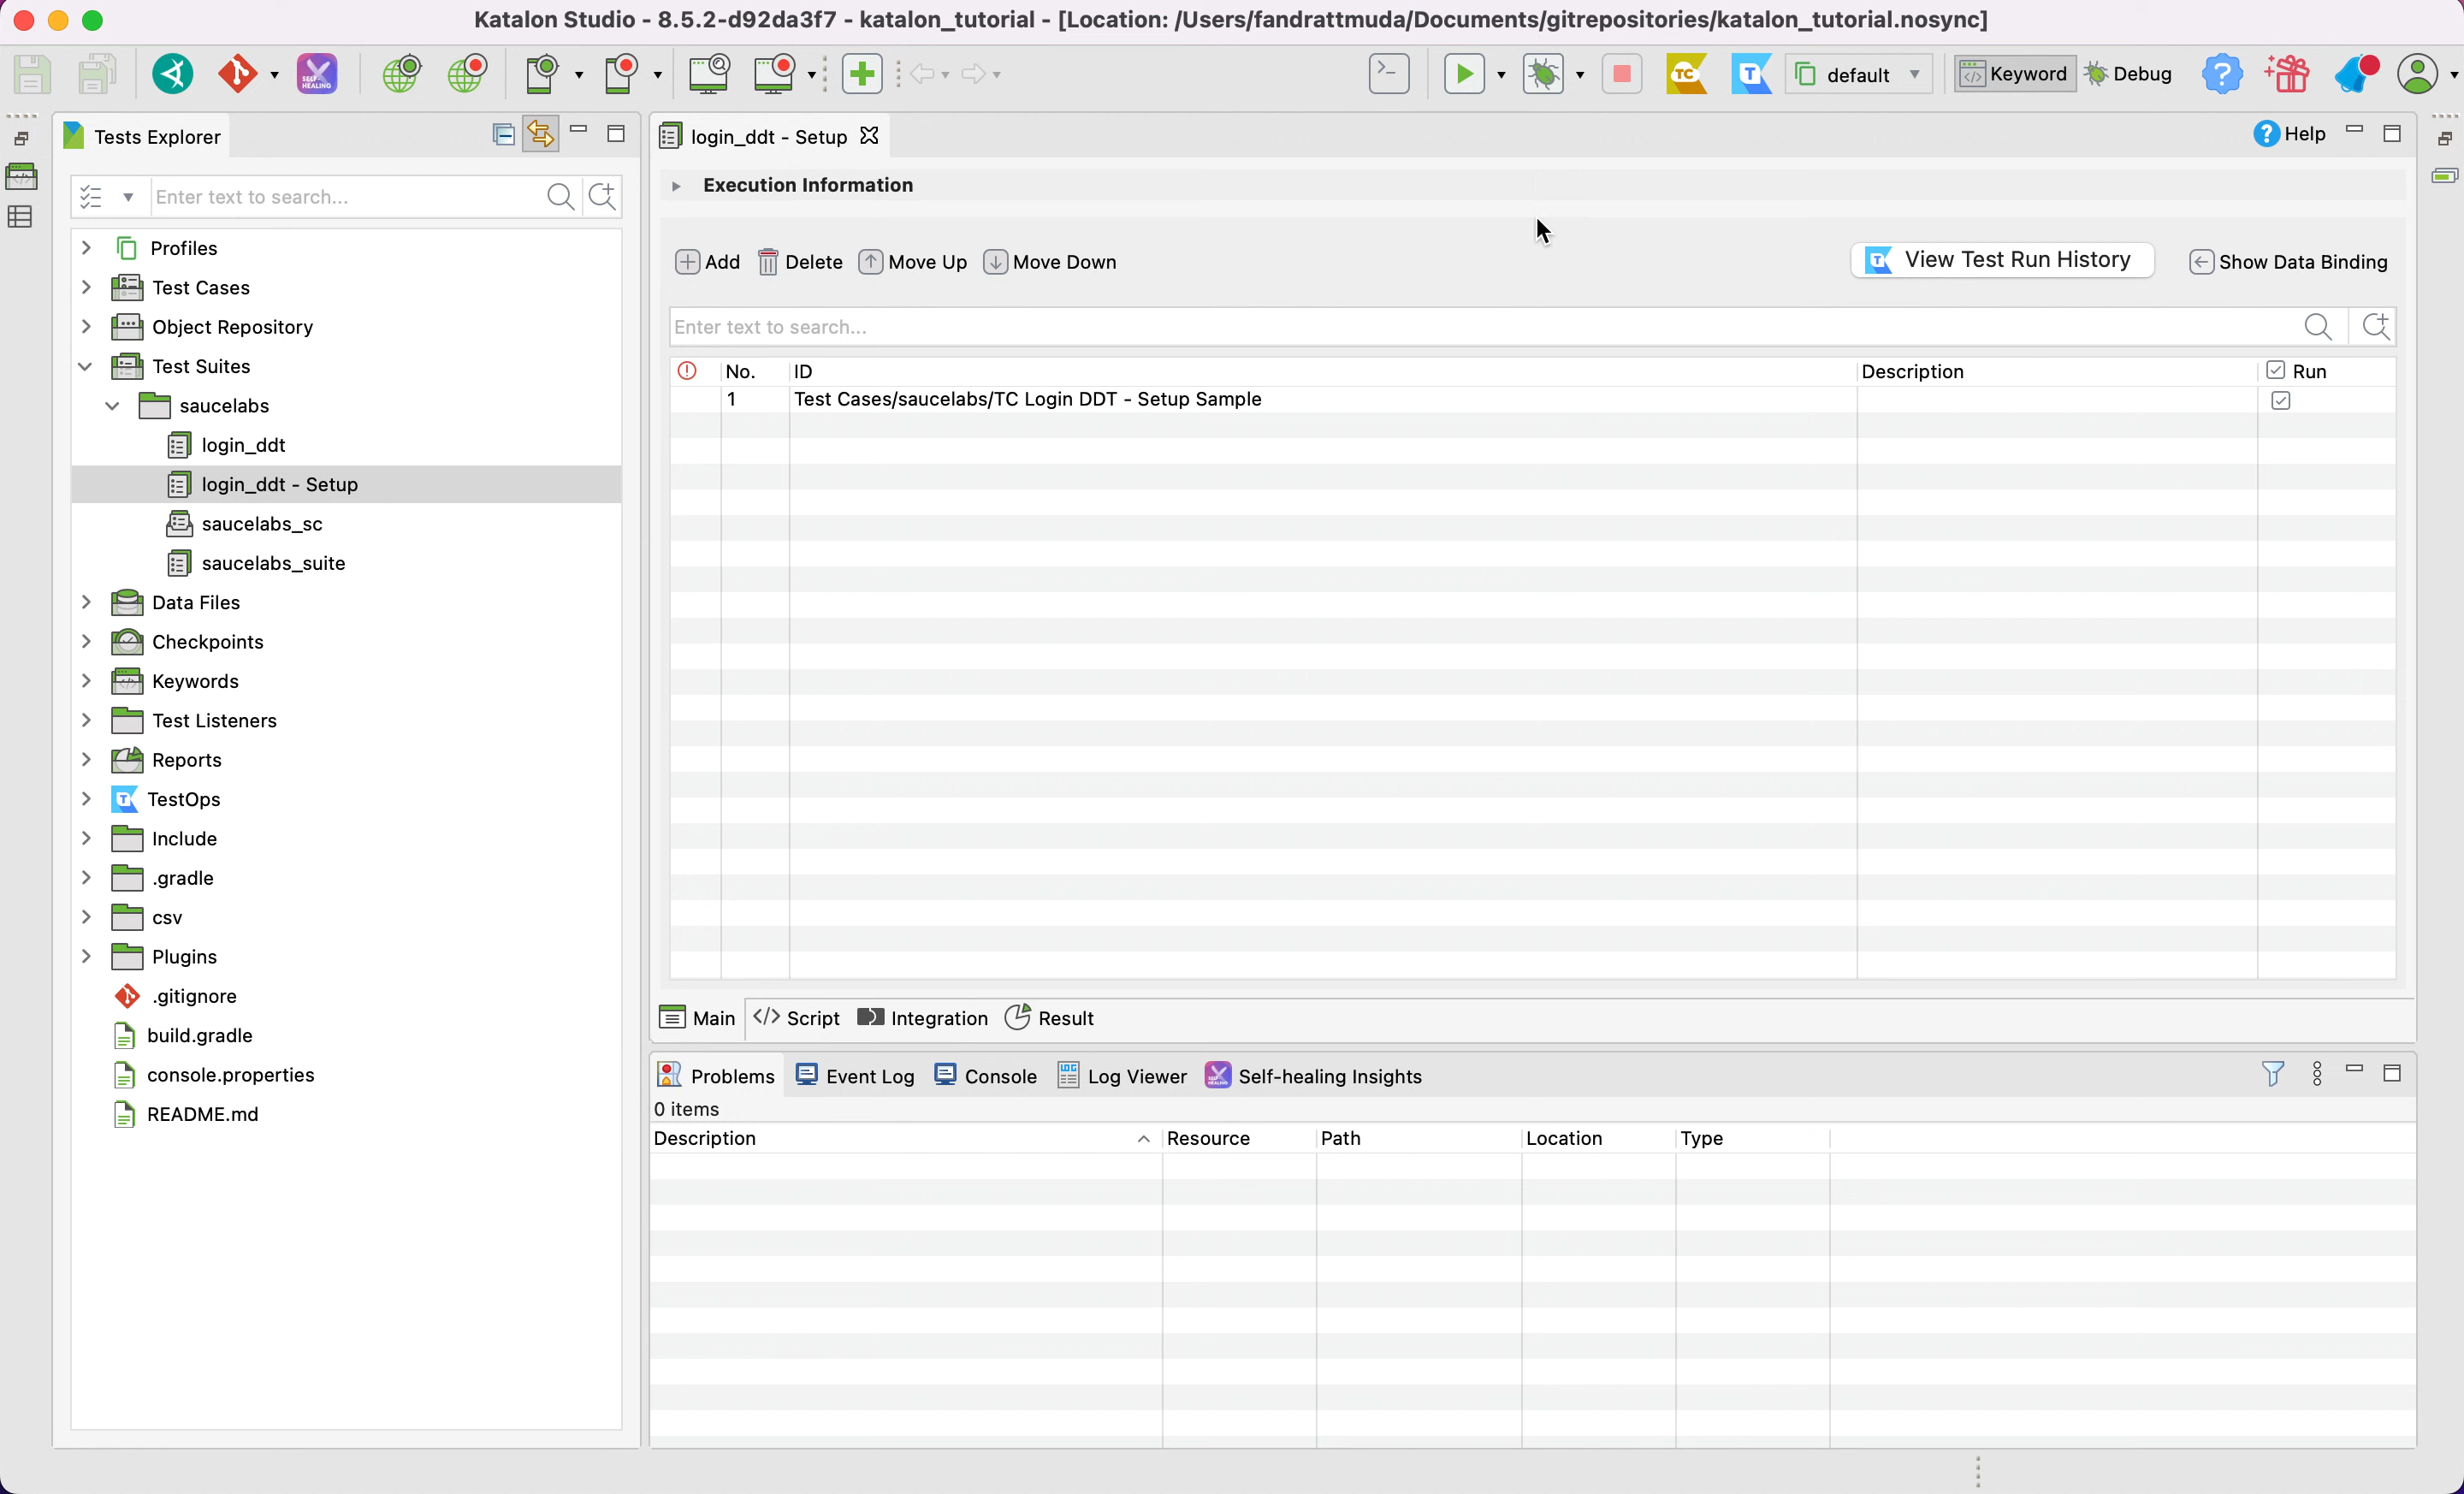 Katalon Studio - 8.5.2-d92da3f7 - katalon_tutorial - [Location: /Users/fandrattmuda/Documents/gitrepositories/katalon_tutorial.nosync]
SELF-HEALING
TC
T
default
Keyword
Debug
Tests Explorer
Enter text to search...
Profiles
Test Cases
Object Repository
Test Suites
saucelabs
login_ddt
login_ddt - Setup
saucelabs_sc
saucelabs_suite
Data Files
Checkpoints
Keywords
Test Listeners
Reports
TestOps
Include
.gradle
csv
Plugins
.gitignore
build.gradle
console.properties
README.md
login_ddt - Setup
Help
Execution Information
Add Delete Move Up Move Down
View Test Run History
Show Data Binding
Enter text to search...
No. ID Description Run
1 Test Cases/saucelabs/TC Login DDT - Setup Sample
Main Script Integration Result
Problems Event Log Console Log Viewer Self-healing Insights
0 items
Description Resource Path Location Type